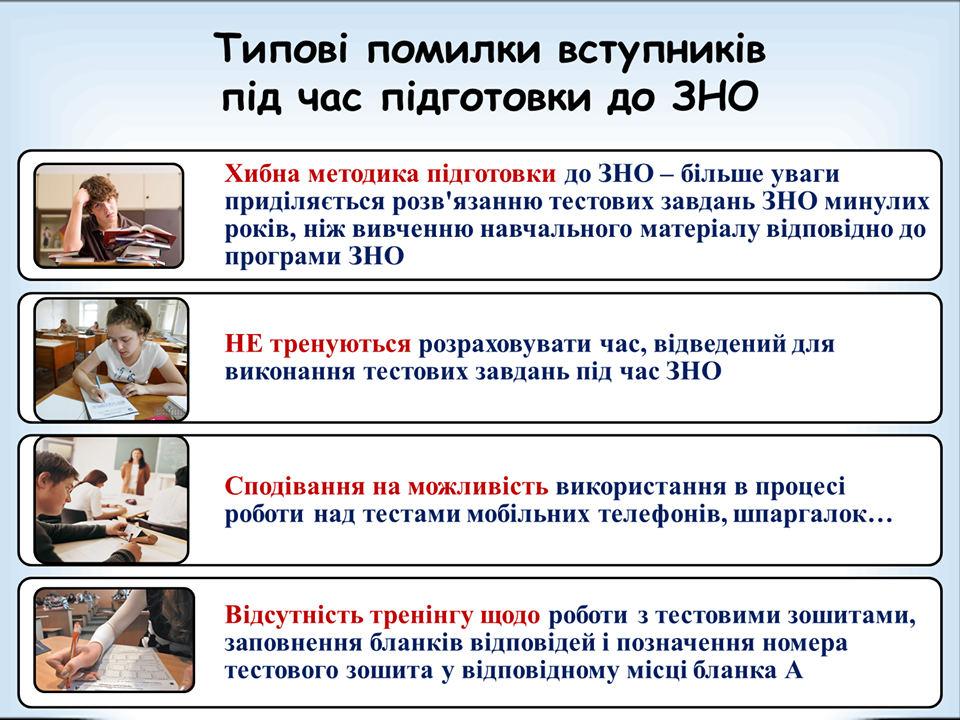 Типові помилки вступників
під час підготовки до ЗНО
Хибна методика підготовки до ЗНО – більше уваги
приділяється розв'язанню тестових завдань ЗНО минулих
років, ніж вивченню навчального матеріалу відповідно до
програми ЗНО
НЕ тренуються розраховувати час, відведений для
виконання тестових завдань під час ЗНО
Сподівання на можливість використання в процесі
роботи над тестами мобільних телефонів, шпаргалок…
Відсутність тренінгу щодо роботи з тестовими зошитами,
заповнення бланків відповідей і позначення номера
тестового зошита у відповідному місці бланка А